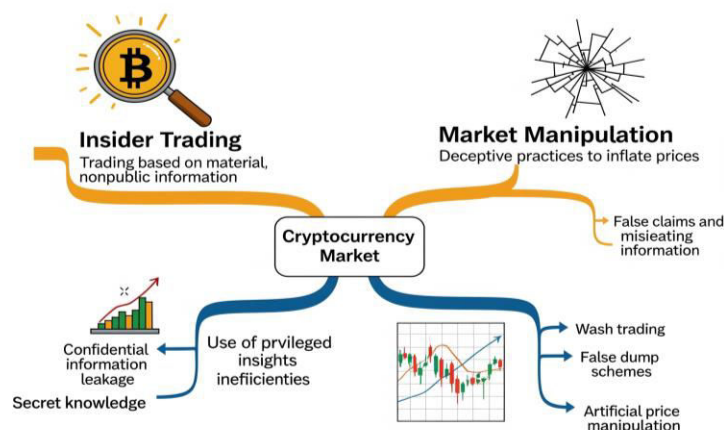 Insider Trading
Trading based on material,
nonpublic information
Market Manipulation
Deceptive practices to inflate prices
Cryptocurrency
Market
False claims and
misieating
information
Confidential
information
leakage
Secret knowledge
Use of prvileged
insights
inefiicienties
Wash trading
False dump
schemes
Artificial price
manipulation